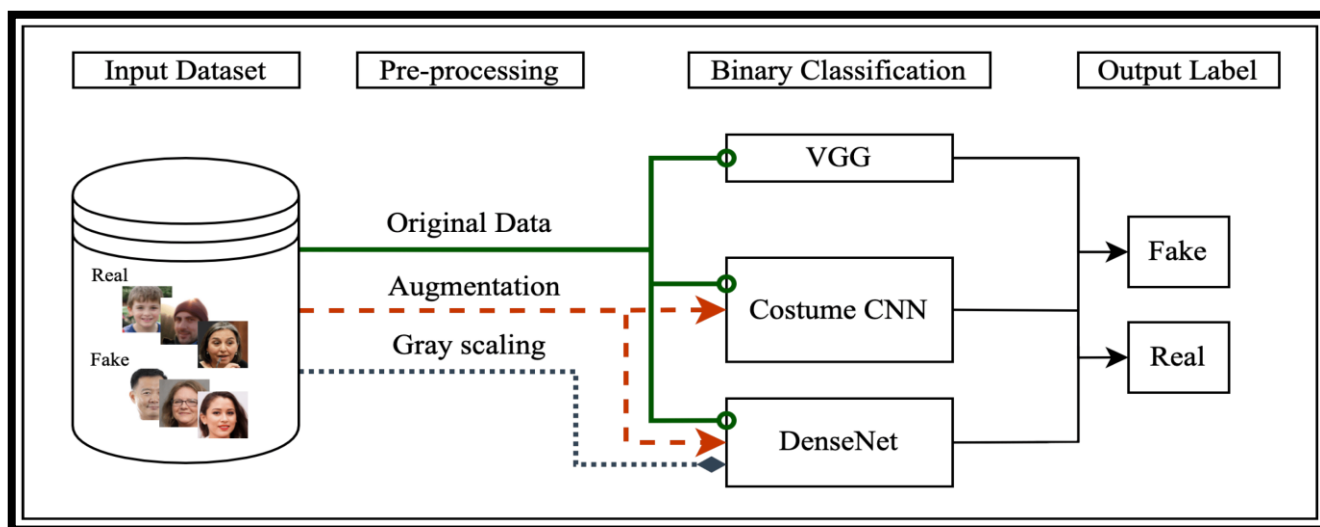 Input Dataset
Pre-processing
Binary Classification
Output Label
Real
Fake
Original Data
Augmentation
Gray scaling
VGG
Costume CNN
DenseNet
Fake
Real